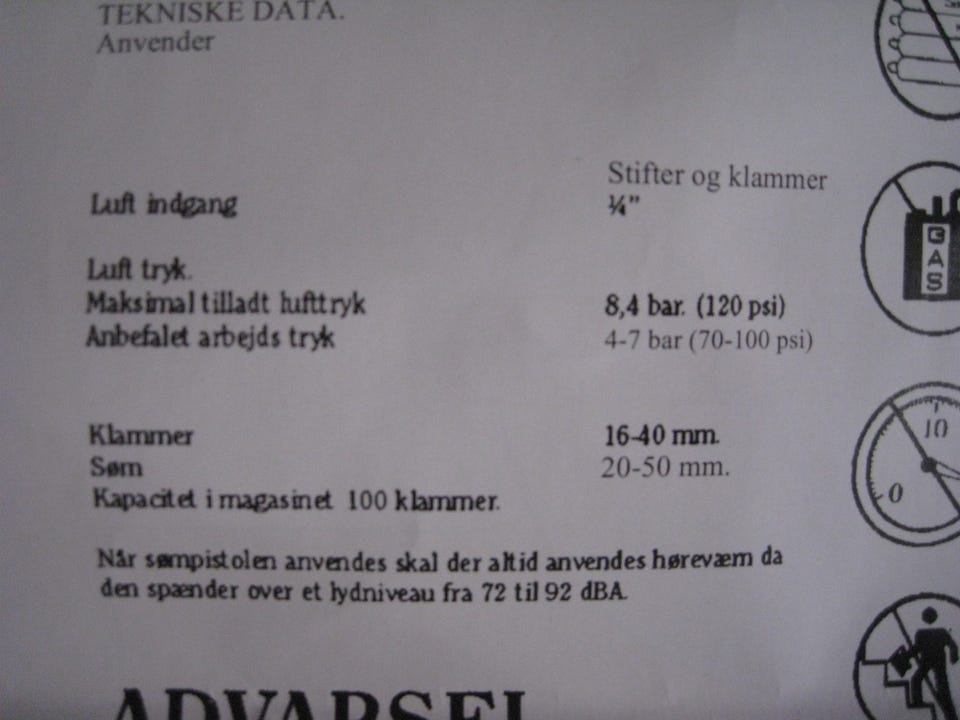 TEKNISKE DATA.
Anvender
Stifter og klammer
Luft indgang ¼”
Luft tryk.
Maksimal tilladt lufttryk 8,4 bar. (120 psi)
Anbefalet arbejds tryk 4-7 bar (70-100 psi)
Klammer 16-40 mm.
Søm 20-50 mm.
Kapacitet i magasinet 100 klammer.
Når sømpistolen anvendes skal der altid anvendes høreværn da
den spænder over et lydniveau fra 72 til 92 dBA.
ADVARSEL
GAS
10
0